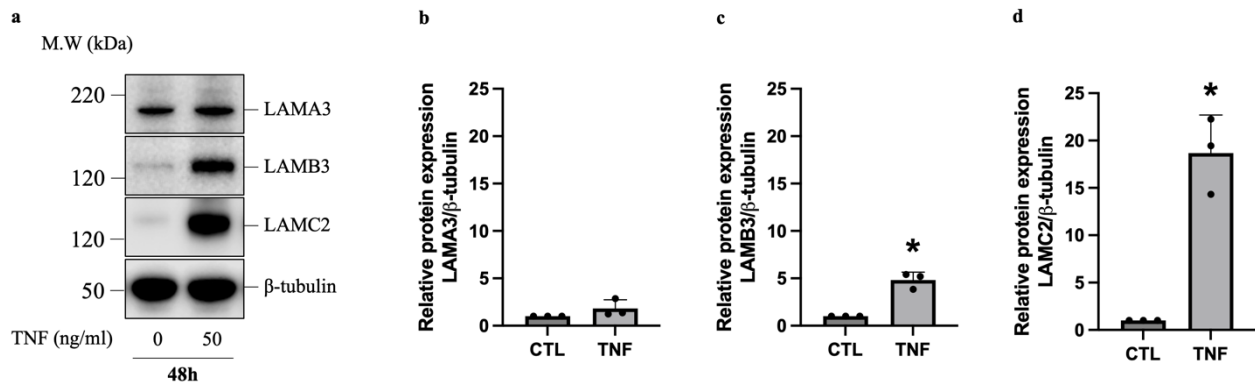 a
M.W (kDa)
220
LAMA3
LAMB3
120
LAMC2
120
β-tubulin
50
TNF (ng/ml) 0 50
48h
b
Relative protein expression
LAMA3/β-tubulin
25
20
15
10
5
0
CTL TNF
c
Relative protein expression
LAMB3/β-tubulin
25
20
15
10
5
0
*
CTL TNF
d
Relative protein expression
LAMC2/β-tubulin
25
20
15
10
5
0
*
CTL TNF